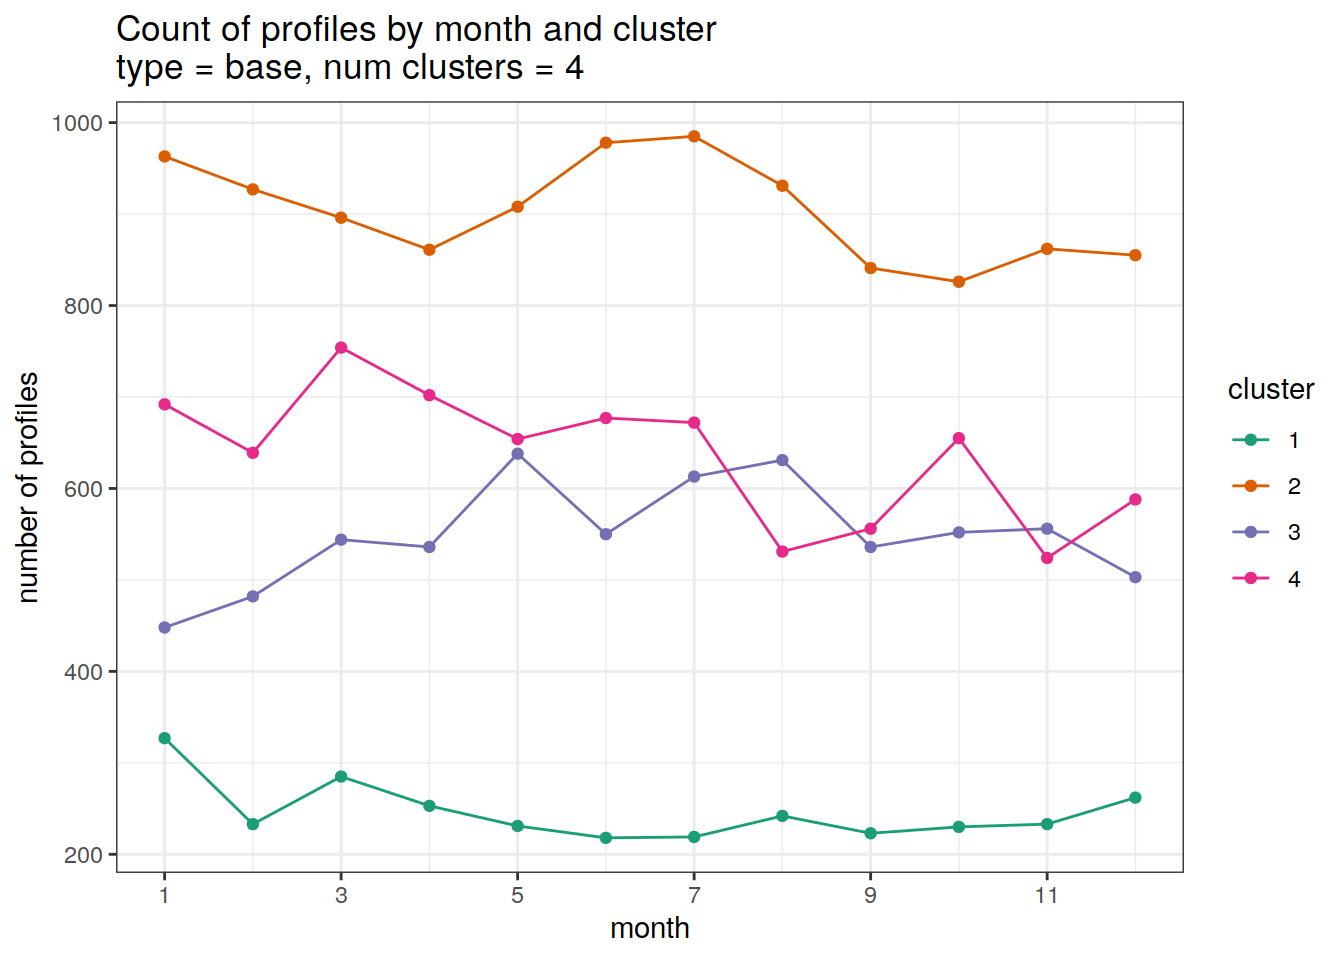 Count of profiles by month and cluster
type = base, num clusters = 4
1000
800
600
400
200
number of profiles
1 3 5 7 9 11
month
cluster
1
2
3
4